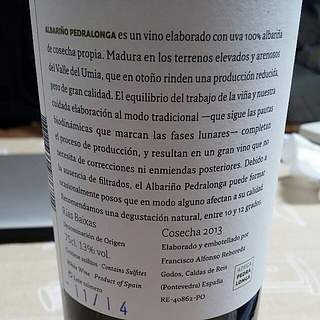 ALBARIÑO PEDRALONGA es un vino elaborado con uva 100% albariña
de cosecha propia. Madura en los terrenos elevados y arenosos
del Valle del Umia, que en otoño rinden una producción reducida,
pero de gran calidad. El equilibrio del trabajo de la viña y nuestra
cuidada elaboración al modo tradicional —que sigue las pautas
biodinámicas que marcan las fases lunares— completan
el proceso de producción, y resultan en un gran vino que no
necesita de correcciones ni enmiendas posteriores. Debido a
la ausencia de filtrados, el Albariño Pedralonga puede formar
ocasionalmente posos que en modo alguno afectan a su calidad.
Recomendamos una degustación natural, entre 10 y 12 grados.
Rías Baixas
Denominación de Origen
75cl. 13% vol.
Contiene sulfitos · Contains Sulfites
White Wine · Product of Spain
Lote número
11/14
Cosecha 2013
Elaborado y embotellado por
Francisco Alfonso Reboreda
Godos, Caldas de Reis
(Pontevedra) España
RE-40862-PO
ADEGA
PEDRA
LONGA